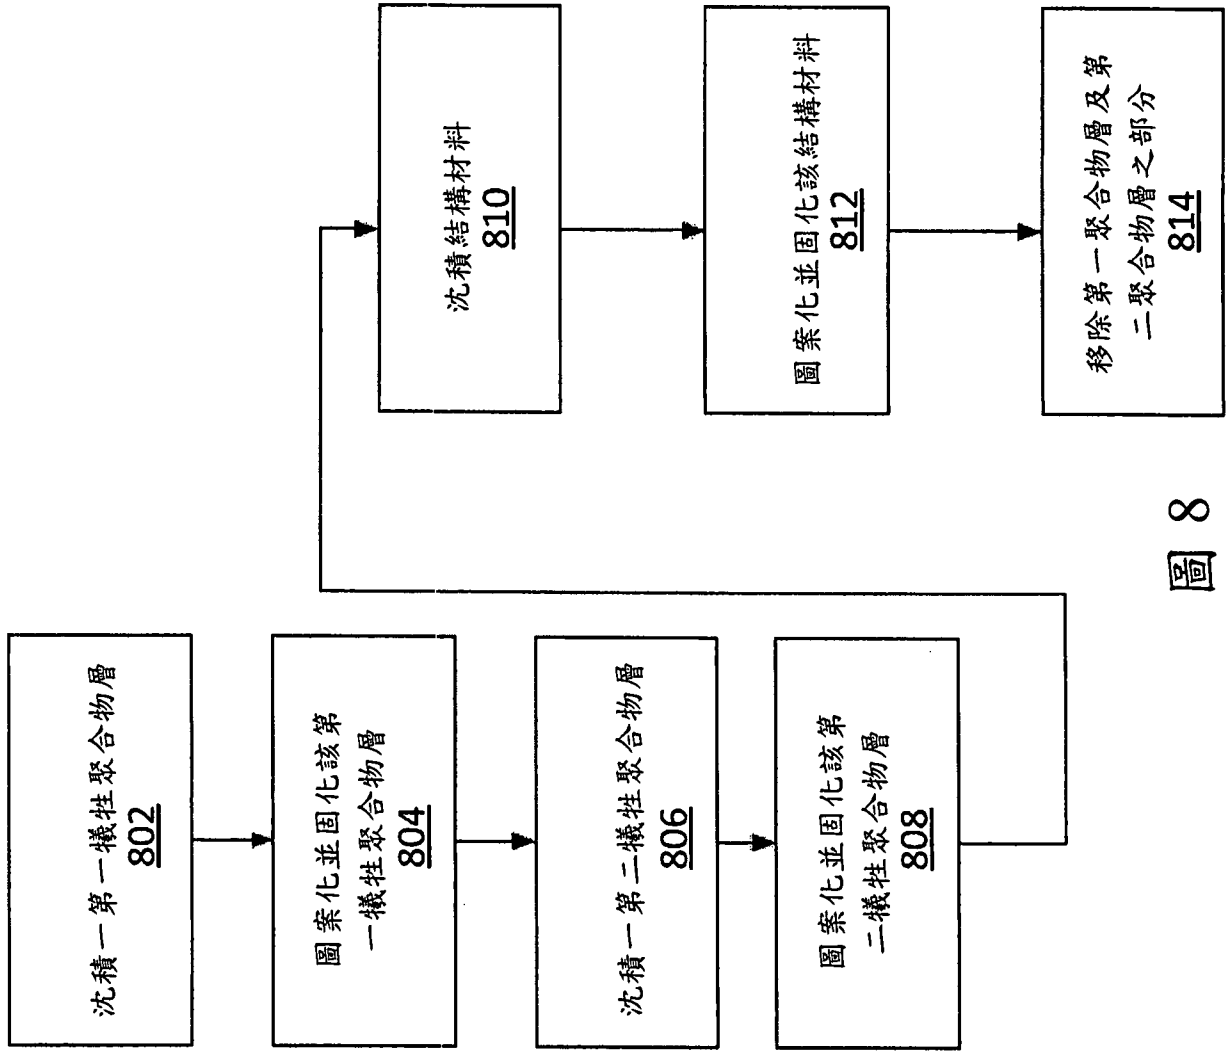 沈積一第一犧牲聚合物層
802
圖案化並固化該第
一犧牲聚合物層
804
沈積一第二犧牲聚合物層
806
圖案化並固化該第
二犧牲聚合物層
808
沈積結構材料
810
圖案化並固化該結構材料
812
移除第一聚合物層及第
二聚合物層之部分
814
圖 8